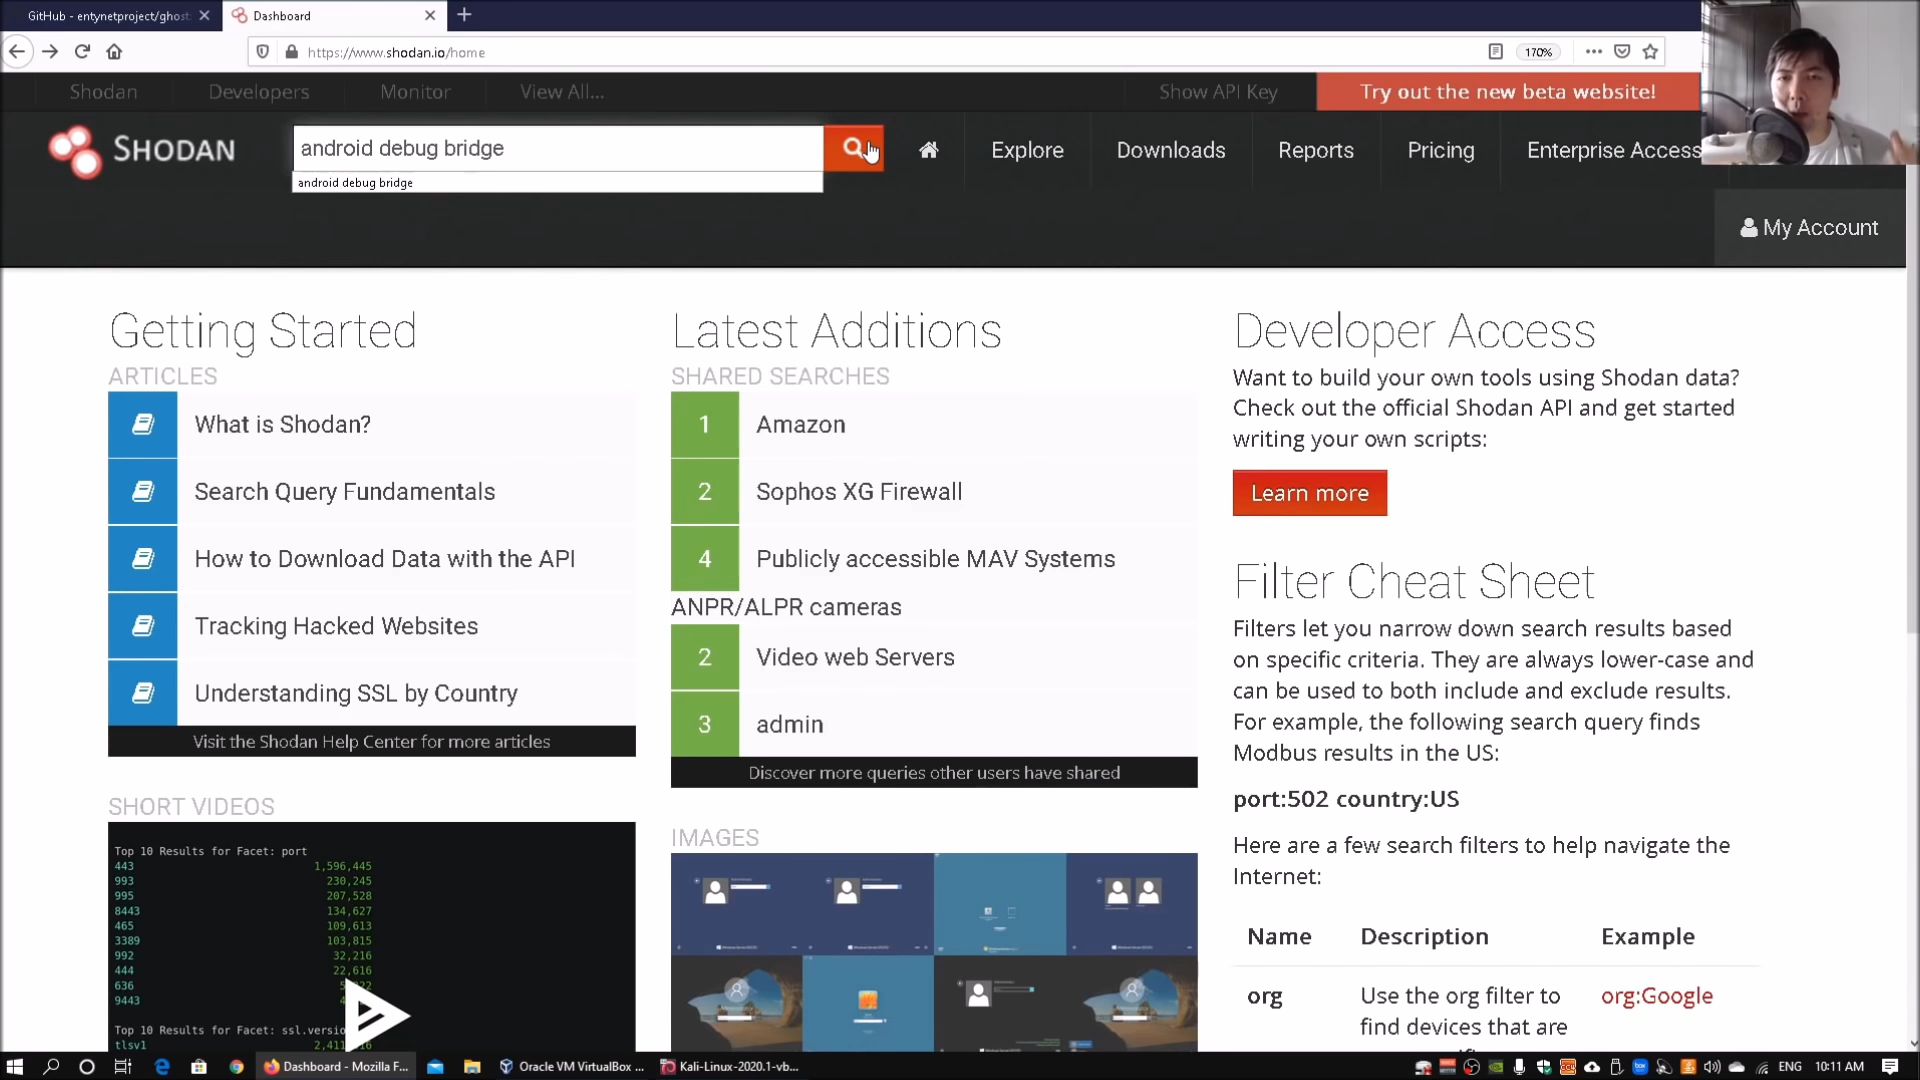 GitHub - entynetproject/ghost:
Dashboard
https://www.shodan.io/home
170%
Shodan
Developers
Monitor
View All...
Show API Key
Try out the new beta website!
SHODAN
android debug bridge
Explore
Downloads
Reports
Pricing
Enterprise Access
android debug bridge
My Account
Getting Started
ARTICLES
What is Shodan?
Search Query Fundamentals
How to Download Data with the API
Tracking Hacked Websites
Understanding SSL by Country
Visit the Shodan Help Center for more articles
SHORT VIDEOS
Top 10 Results for Facet: port
443 1,596,445
993 230,245
995 207,528
8443 134,627
465 109,613
3389 103,815
992 32,216
444 22,616
636
9443
Top 10 Results for Facet:
tlsv1
Latest Additions
SHARED SEARCHES
1 Amazon
2 Sophos XG Firewall
4 Publicly accessible MAV Systems
ANPR/ALPR cameras
2 Video web Servers
3 admin
Discover more queries other users have shared
IMAGES
Developer Access
Want to build your own tools using Shodan data?
Check out the official Shodan API and get started
writing your own scripts:
Learn more
Filter Cheat Sheet
Filters let you narrow down search results based
on specific criteria. They are always lower-case and
can be used to both include and exclude results.
For example, the following search query finds
Modbus results in the US:
port:502 country:US
Here are a few search filters to help navigate the
Internet:
Name Description Example
org Use the org filter to org:Google
find devices that are
Dashboard - Mozilla F...
Oracle VM VirtualBox ...
Kali-Linux-2020.1-vb...
ENG
10:11 AM